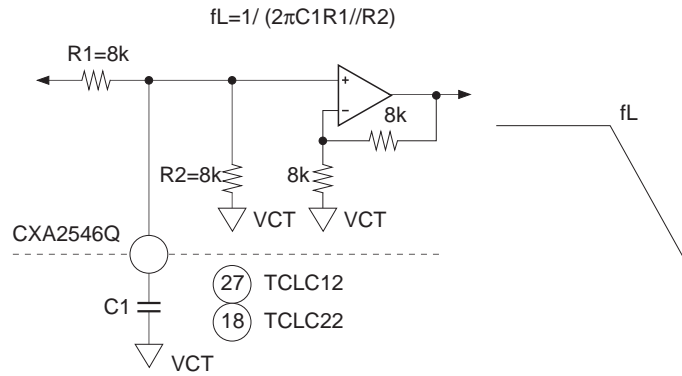 fL=1/ (2πC1R1//R2)
R1=8k
+
−
fL
8k
R2=8k
8k
VCT
VCT
CXA2546Q
27 TCLC12
C1
18 TCLC22
VCT